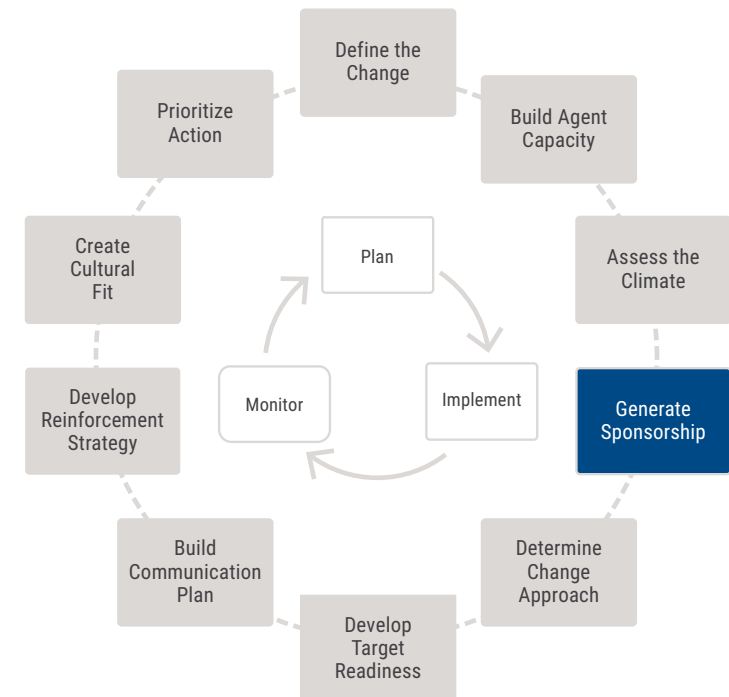 Define the
Change
Build Agent
Capacity
Assess the
Climate
Generate
Sponsorship
Determine
Change
Approach
Develop
Target
Readiness
Build
Communication
Plan
Develop
Reinforcement
Strategy
Create
Cultural
Fit
Prioritize
Action
Plan
Implement
Monitor